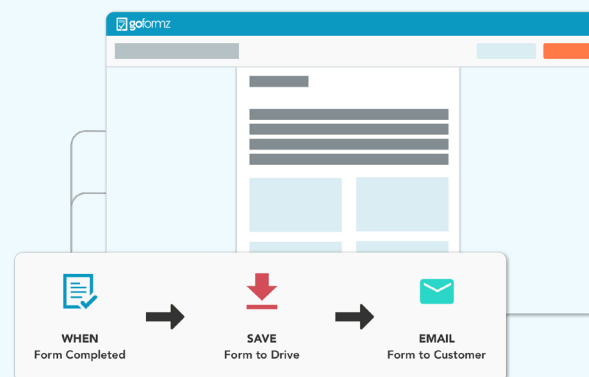 goformz
WHEN
Form Completed
SAVE
Form to Drive
EMAIL
Form to Customer